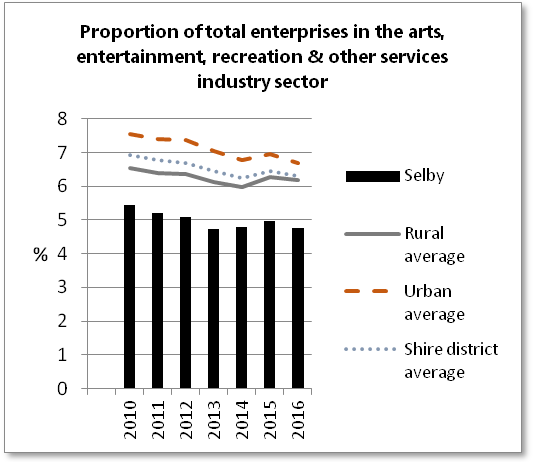 Proportion of total enterprises in the arts,
entertainment, recreation & other services
industry sector
8
7
6
5
4
3
2
1
0
%
2010
2011
2012
2013
2014
2015
2016
Selby
Rural
average
Urban
average
Shire district
average